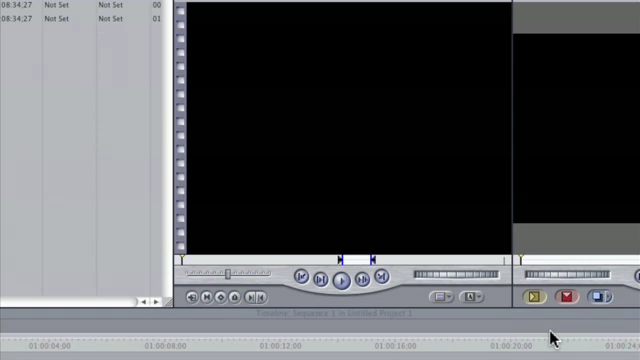 08:34;27 Not Set Not Set 00
08:34;27 Not Set Not Set 01
A
Timeline: Sequence 1 in Untitled Project 1
01:00:04;00 01:00:08;00 01:00:12;00 01:00:16;00 01:00:20;00 01:00:24;